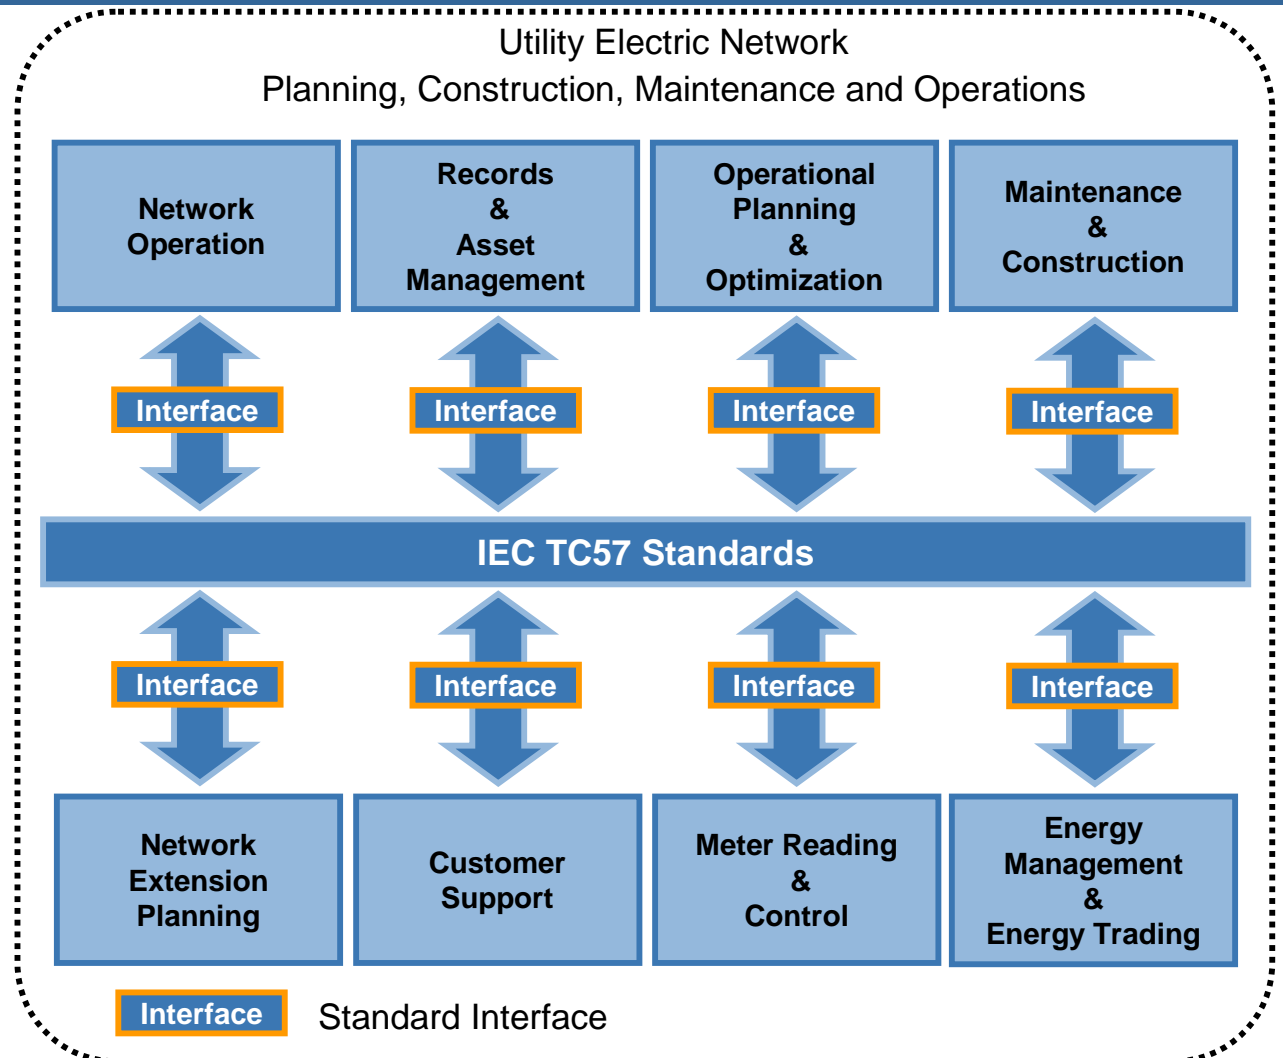 Utility Electric Network
Planning, Construction, Maintenance and Operations
Network
Operation
Records
&
Asset
Management
Operational
Planning
&
Optimization
Maintenance
&
Construction
Interface
Interface
Interface
Interface
IEC TC57 Standards
Interface
Interface
Interface
Interface
Network
Extension
Planning
Customer
Support
Meter Reading
&
Control
Energy
Management
&
Energy Trading
Interface
Standard Interface